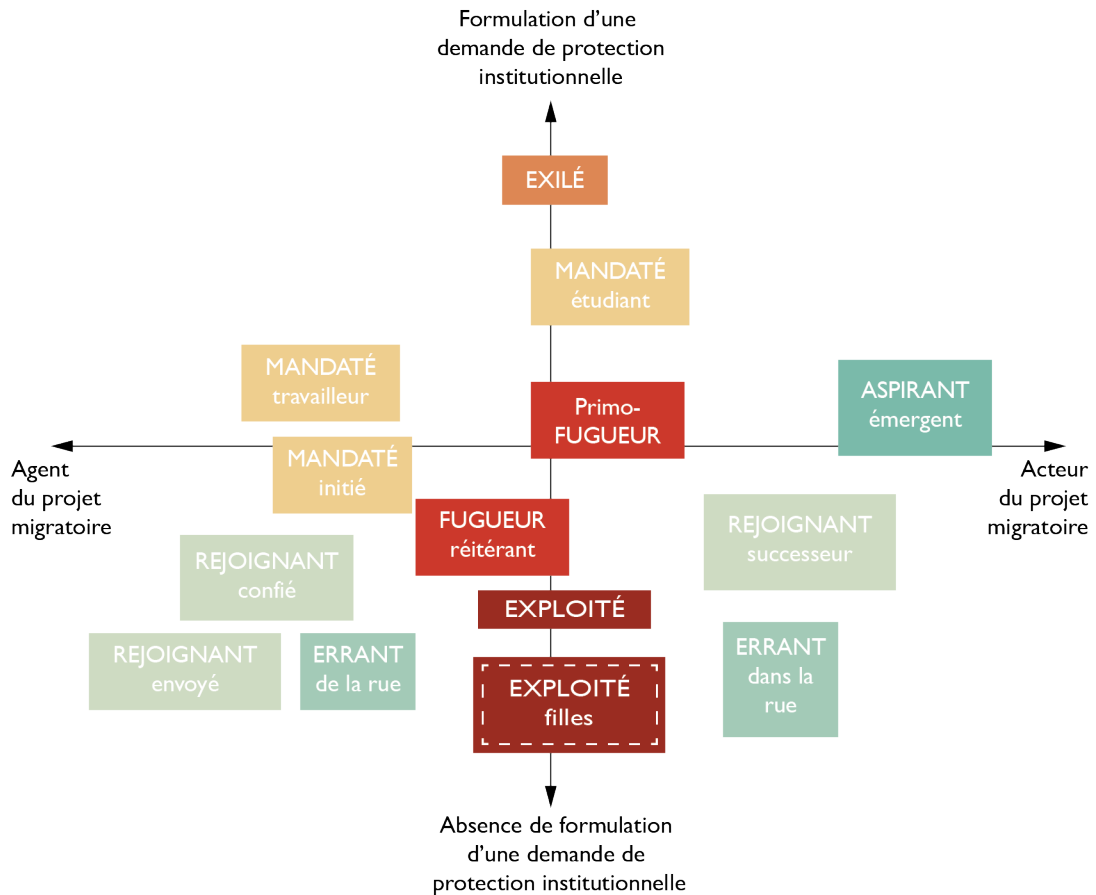 Formulation d’une
demande de protection
institutionnelle
EXILÉ
MANDATÉ
étudiant
MANDATÉ
travailleur
Primo-
FUGUEUR
ASPIRANT
émergent
Agent
du projet
migratoire
MANDATÉ
initié
Acteur
du projet
migratoire
FUGUEUR
réitérant
REJOIGNANT
successeur
REJOIGNANT
confié
EXPLOITÉ
REJOIGNANT
envoyé
ERRANT
de la rue
EXPLOITÉ
filles
ERRANT
dans la
rue
Absence de formulation
d’une demande de
protection institutionnelle